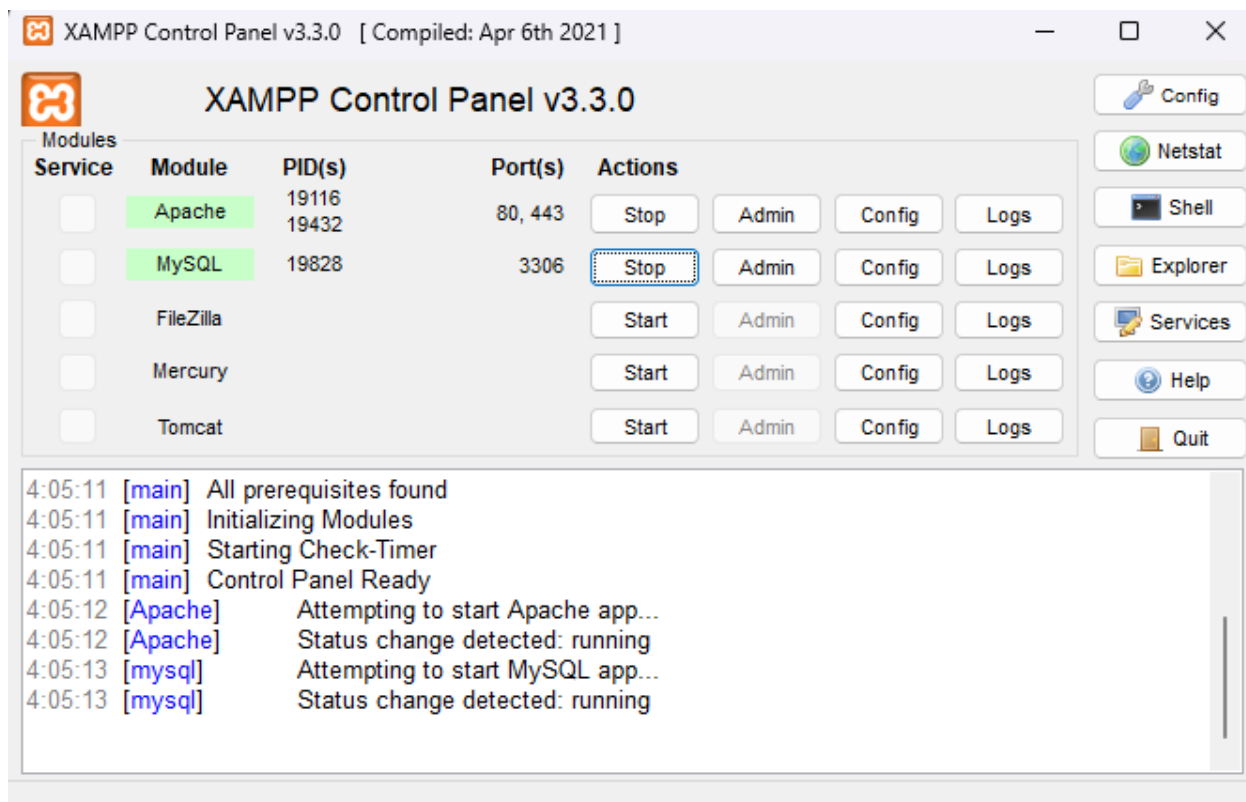 XAMPP Control Panel v3.3.0 [ Compiled: Apr 6th 2021 ]
XAMPP Control Panel v3.3.0
Config
Modules
Netstat
Service Module PID(s) Port(s) Actions
Apache 19116 19432 80, 443 Stop Admin Config Logs
Shell
MySQL 19828 3306 Stop Admin Config Logs
Explorer
FileZilla Start Admin Config Logs
Services
Mercury Start Admin Config Logs
Help
Tomcat Start Admin Config Logs
Quit
4:05:11 [main] All prerequisites found
4:05:11 [main] Initializing Modules
4:05:11 [main] Starting Check-Timer
4:05:11 [main] Control Panel Ready
4:05:12 [Apache] Attempting to start Apache app...
4:05:12 [Apache] Status change detected: running
4:05:13 [mysql] Attempting to start MySQL app...
4:05:13 [mysql] Status change detected: running